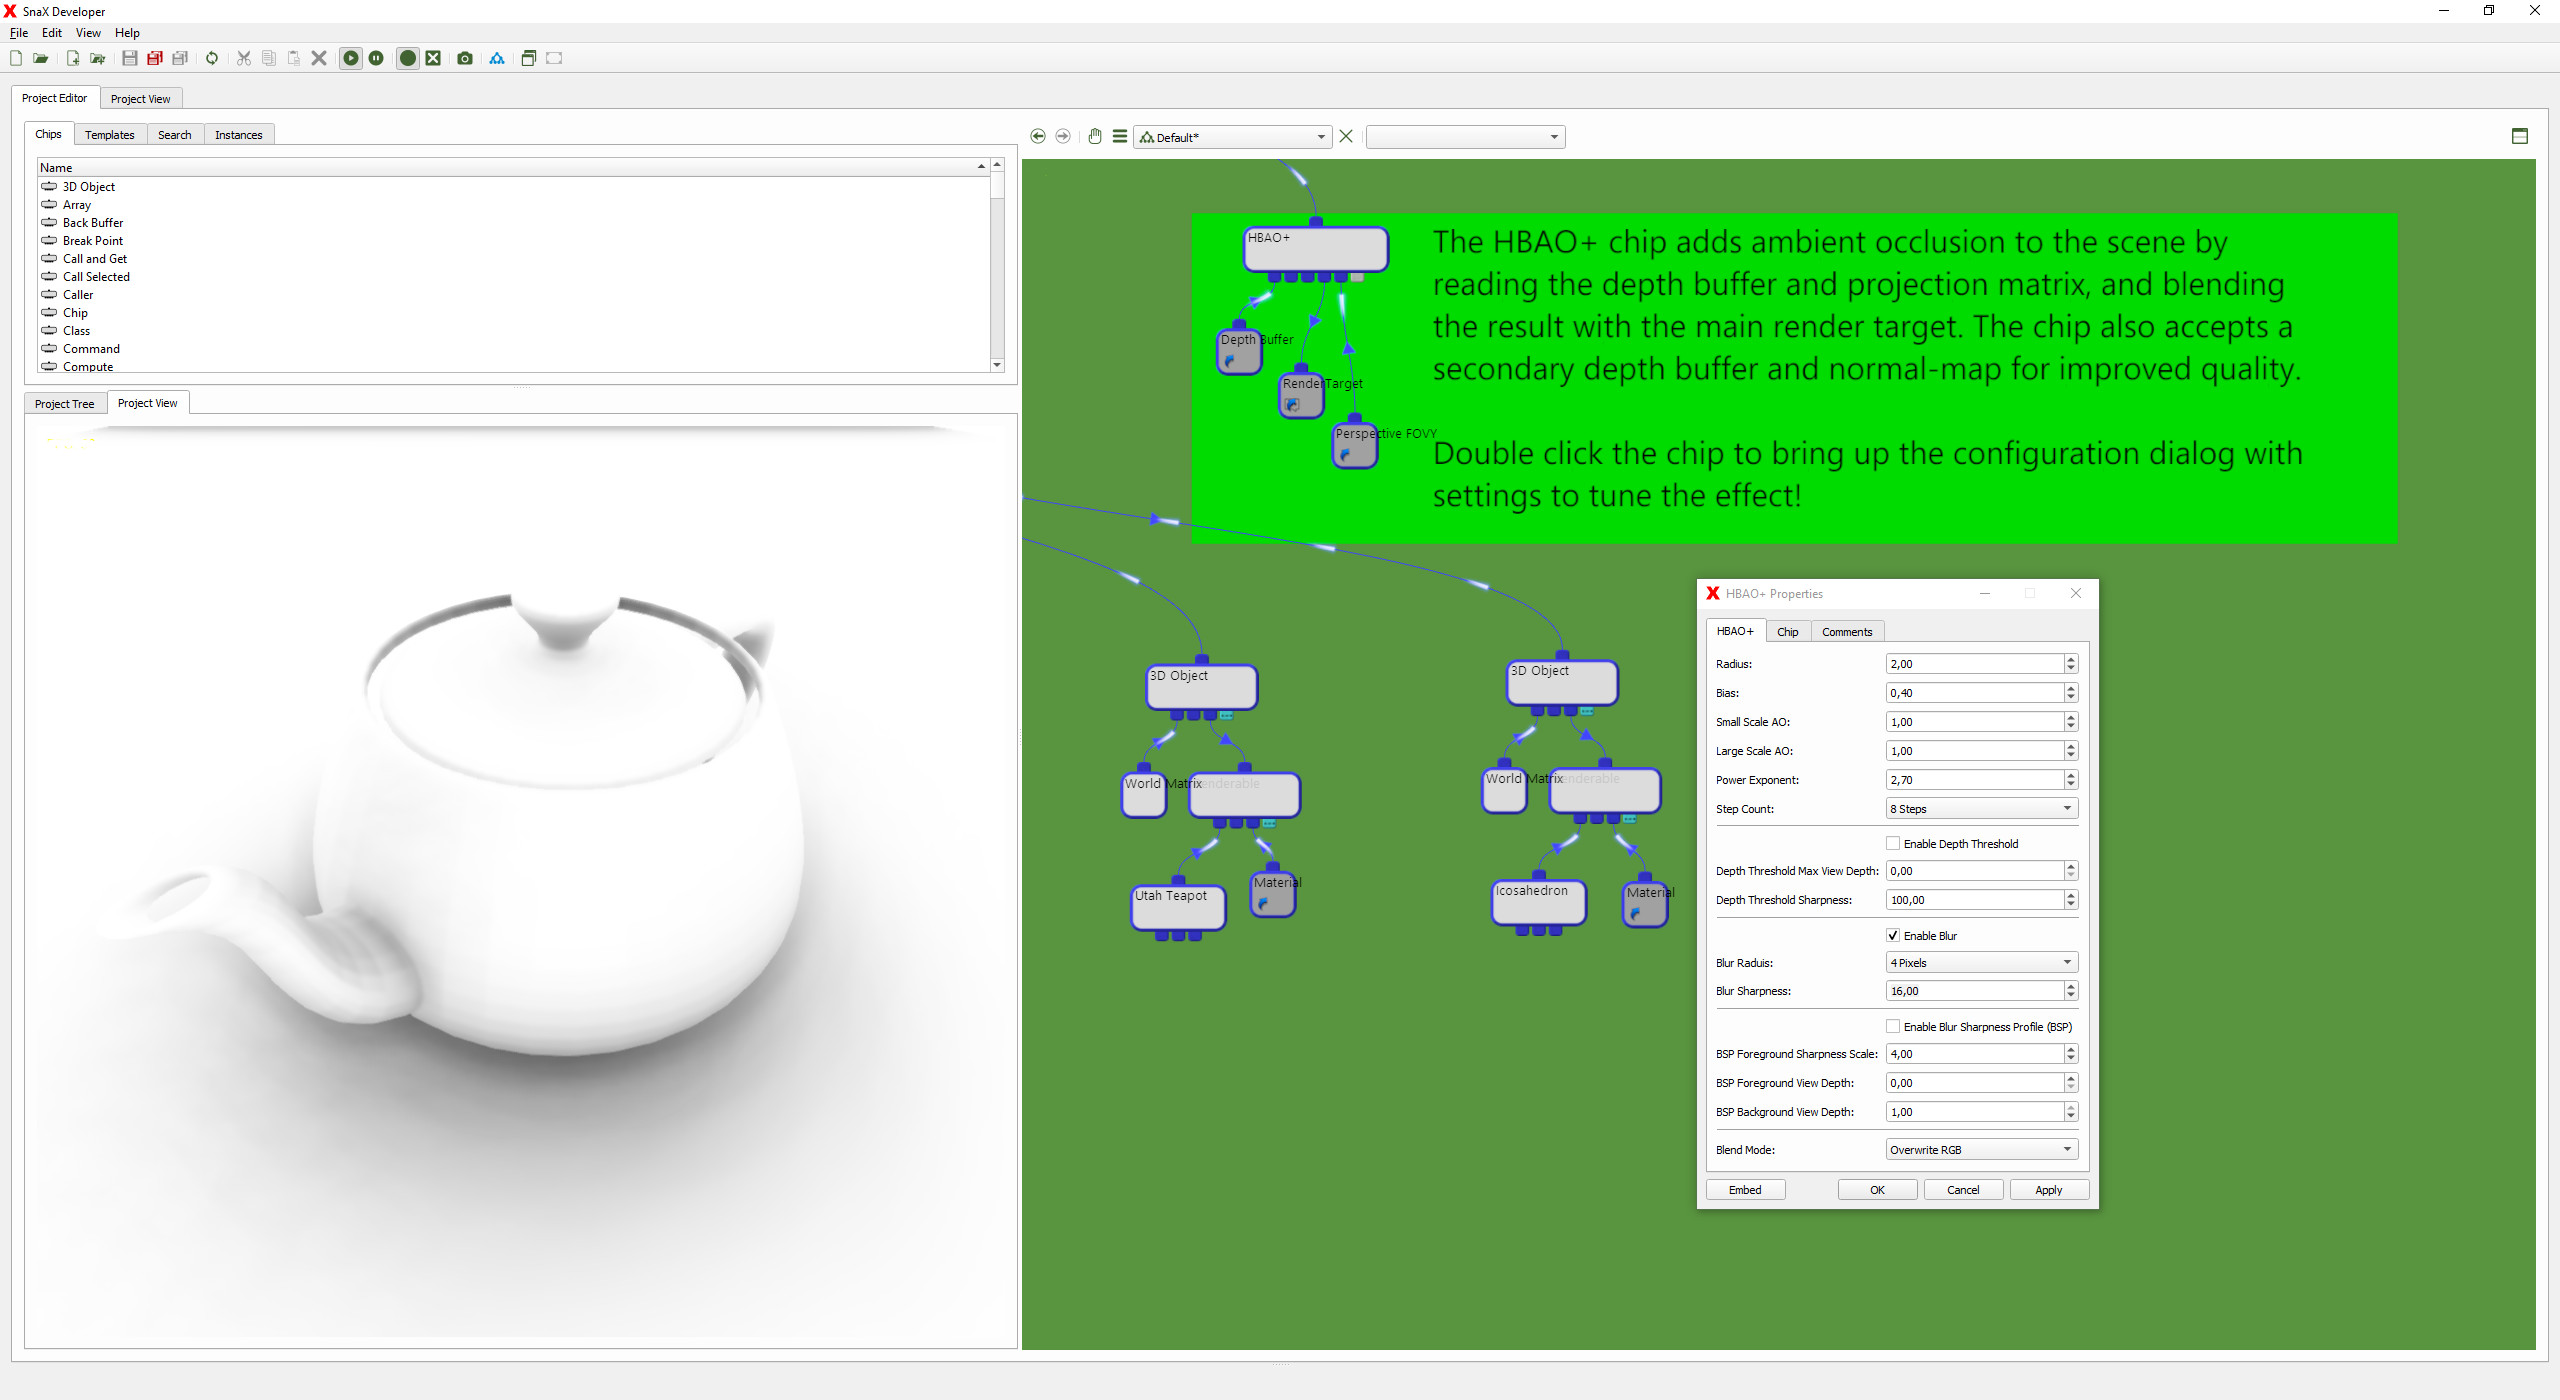 SnaX Developer
File Edit View Help
Project Editor Project View
Chips Templates Search Instances
Default*
Name
3D Object
Array
Back Buffer
Break Point
Call and Get
Call Selected
Caller
Chip
Class
Command
Compute
Project Tree Project View
HBAO+
Depth Buffer
RenderTarget
Perspective FOVY
The HBAO+ chip adds ambient occlusion to the scene by
reading the depth buffer and projection matrix, and blending
the result with the main render target. The chip also accepts a
secondary depth buffer and normal-map for improved quality.
Double click the chip to bring up the configuration dialog with
settings to tune the effect!
3D Object
World Matrix enderable
Utah Teapot
Material
3D Object
World Matrix enderable
Icosahedron
Material
HBAO+ Properties
HBAO+ Chip Comments
Radius: 2,00
Bias: 0,40
Small Scale AO: 1,00
Large Scale AO: 1,00
Power Exponent: 2,70
Step Count: 8 Steps
Enable Depth Threshold
Depth Threshold Max View Depth: 0,00
Depth Threshold Sharpness: 100,00
Enable Blur
Blur Raduis: 4 Pixels
Blur Sharpness: 16,00
Enable Blur Sharpness Profile (BSP)
BSP Foreground Sharpness Scale: 4,00
BSP Foreground View Depth: 0,00
BSP Background View Depth: 1,00
Blend Mode: Overwrite RGB
Embed OK Cancel Apply